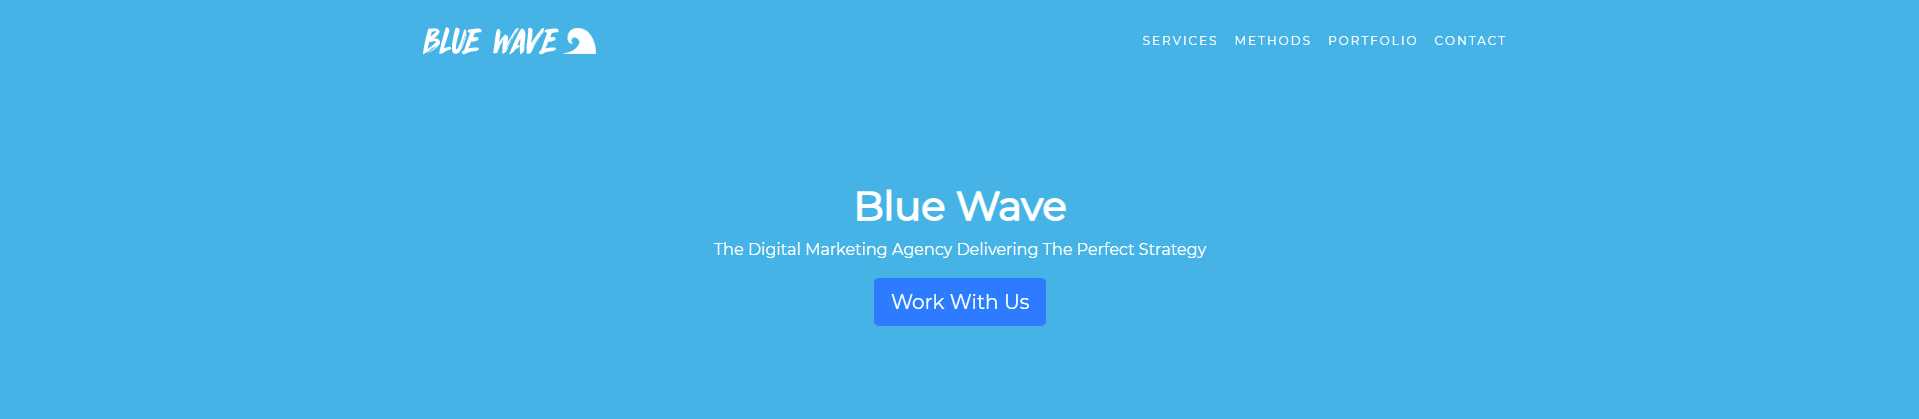 BLUE WAVE
SERVICES METHODS PORTFOLIO CONTACT
Blue Wave
The Digital Marketing Agency Delivering The Perfect Strategy
Work With Us